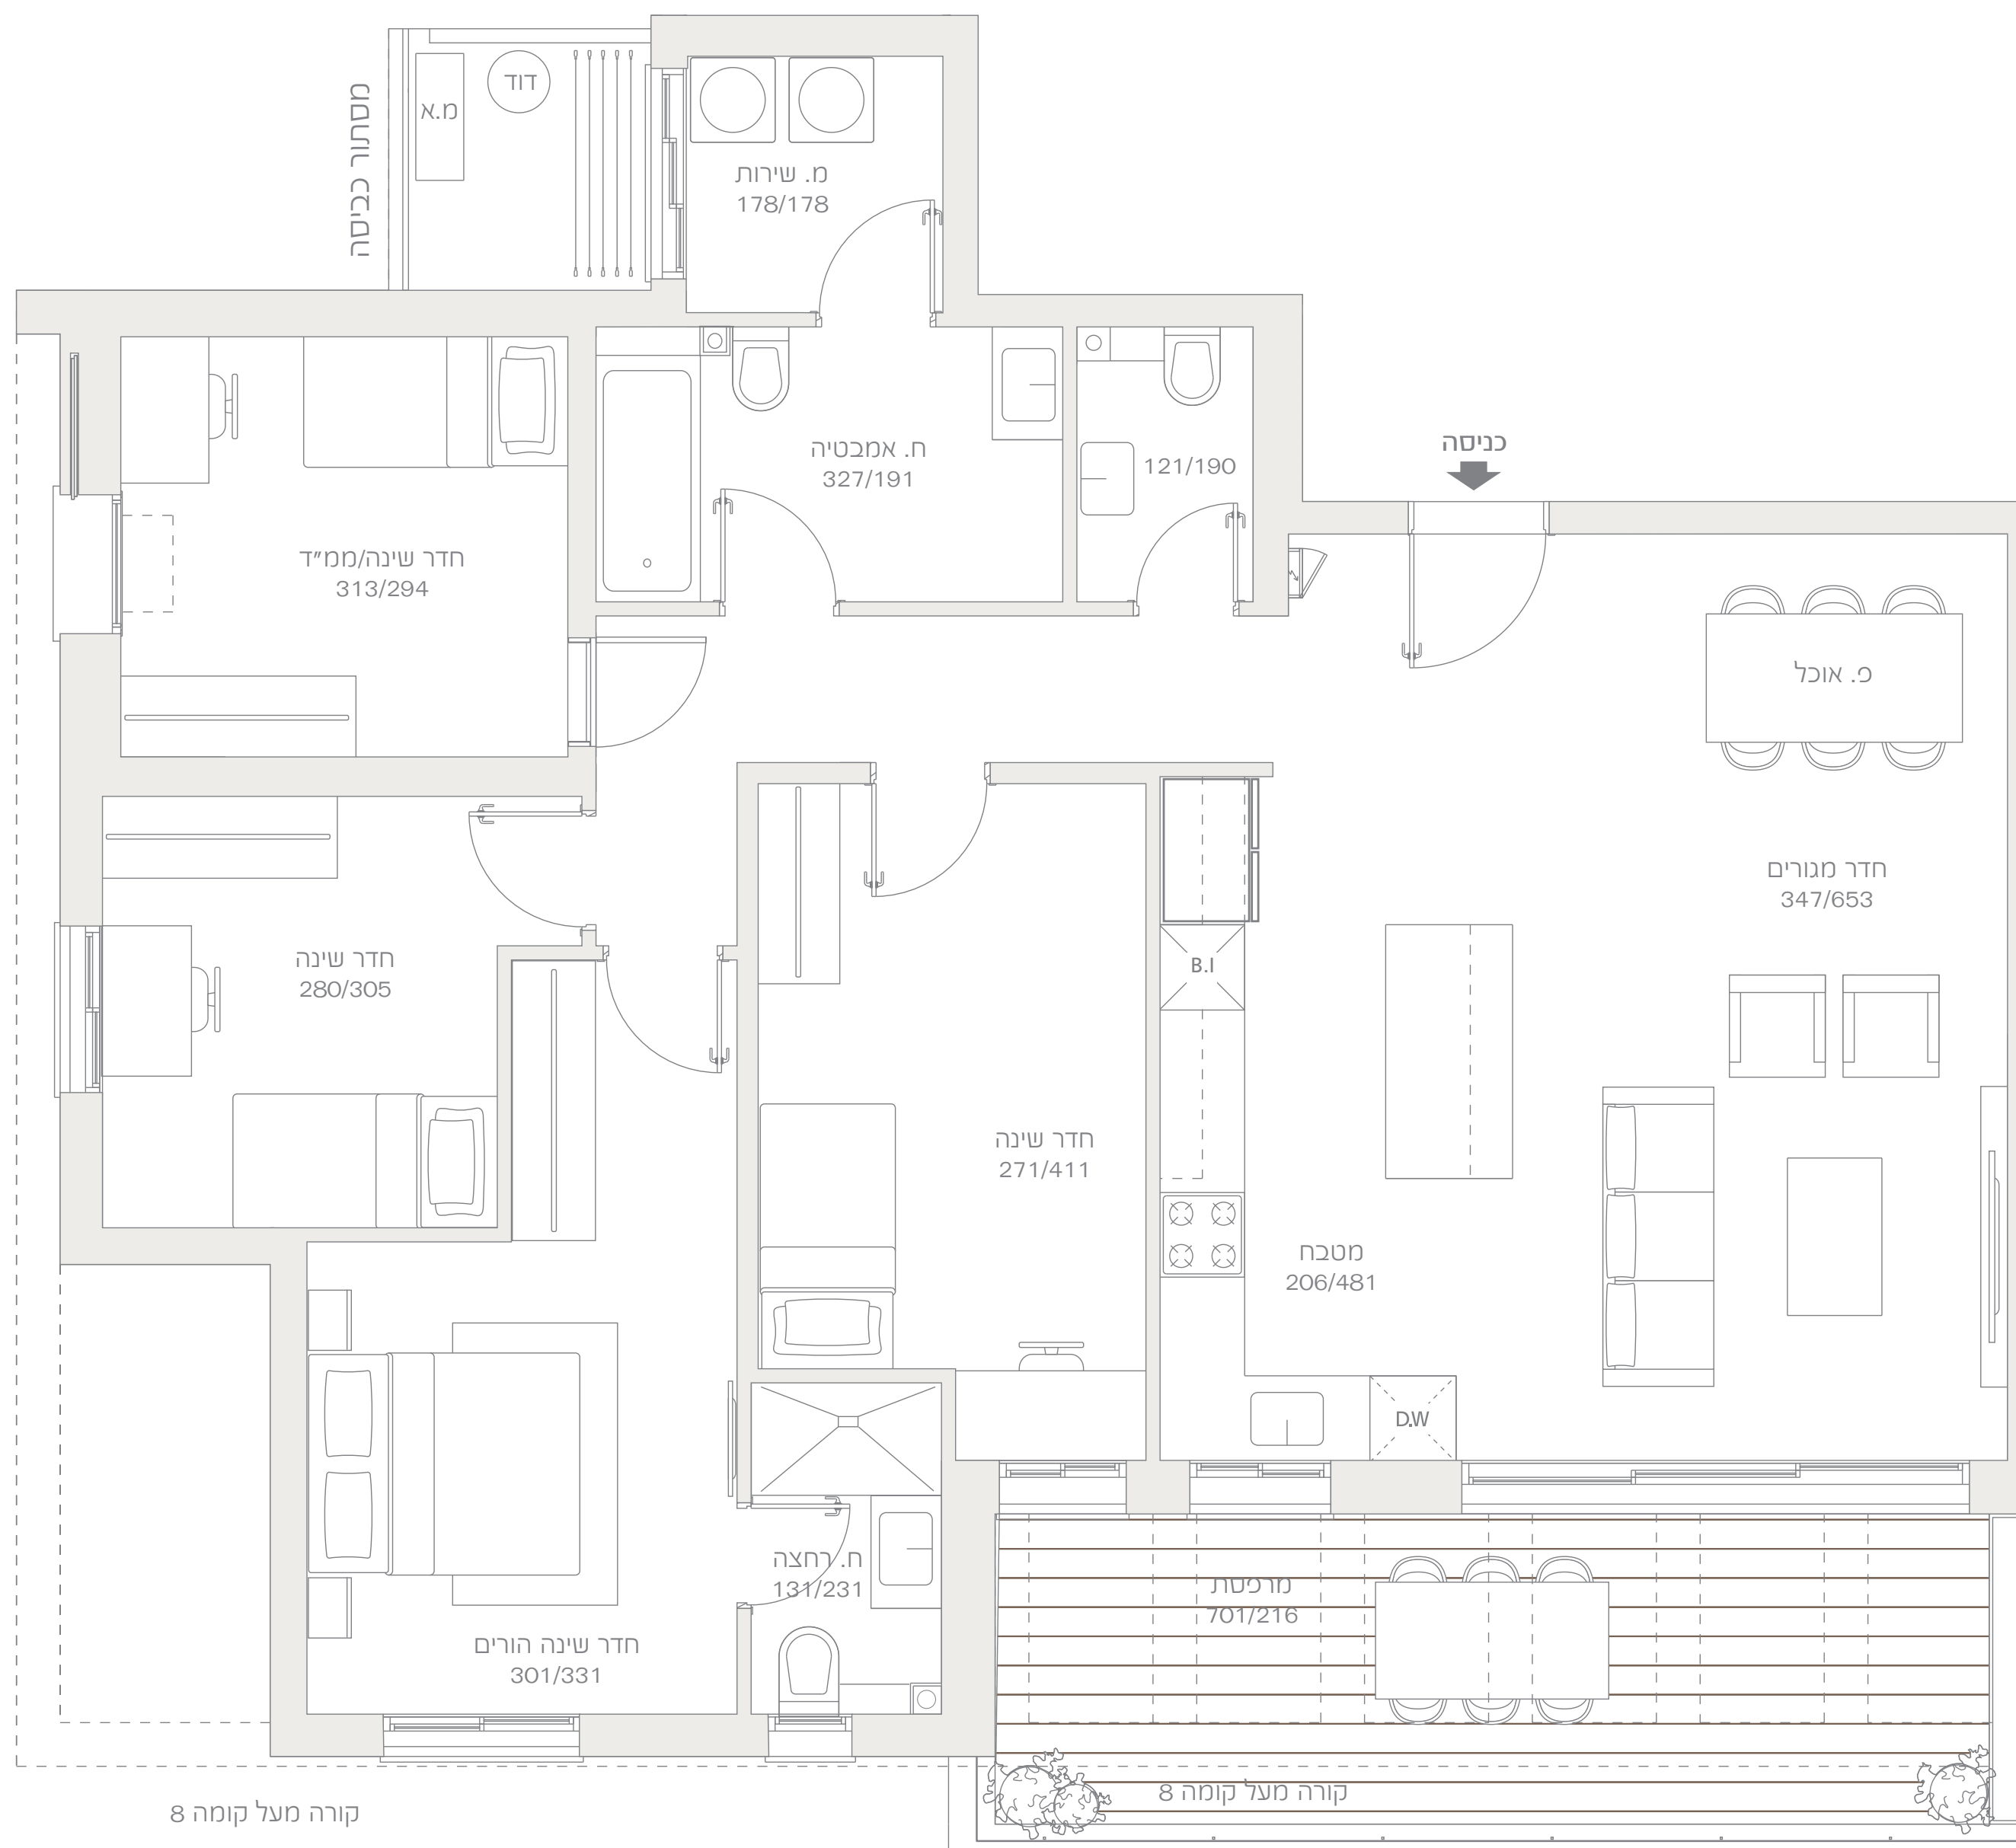 מסתור כביסה
דוד
מ.א
מ. שירות
178/178
כניסה
ח. אמבטיה
327/191
121/190
חדר שינה/ממ״ד
313/294
פ. אוכל
חדר מגורים
347/653
חדר שינה
280/305
B.I
חדר שינה
271/411
מטבח
206/481
D.W
ח. רחצה
131/231
מרפסת
701/216
חדר שינה הורים
301/331
קורה מעל קומה 8
קורה מעל קומה 8